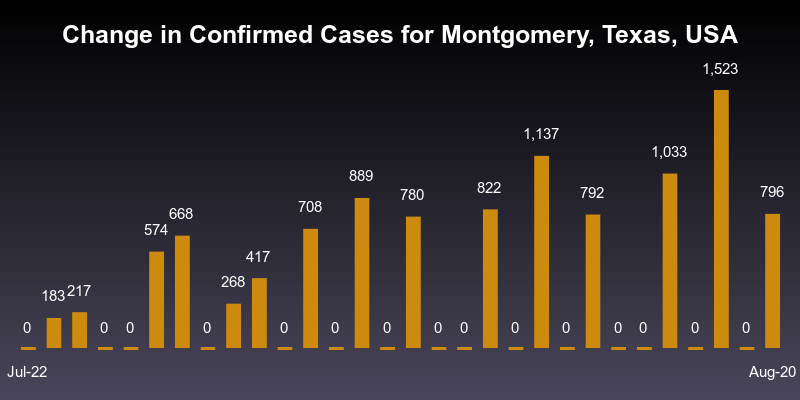 Change in Confirmed Cases for Montgomery, Texas, USA
0 183 217 0 0 574 668 0 268 417 0 708 0 889 0 780 0 0 822 0 1,137 0 792 0 0 1,033 0 1,523 0 796
Jul-22 Aug-20